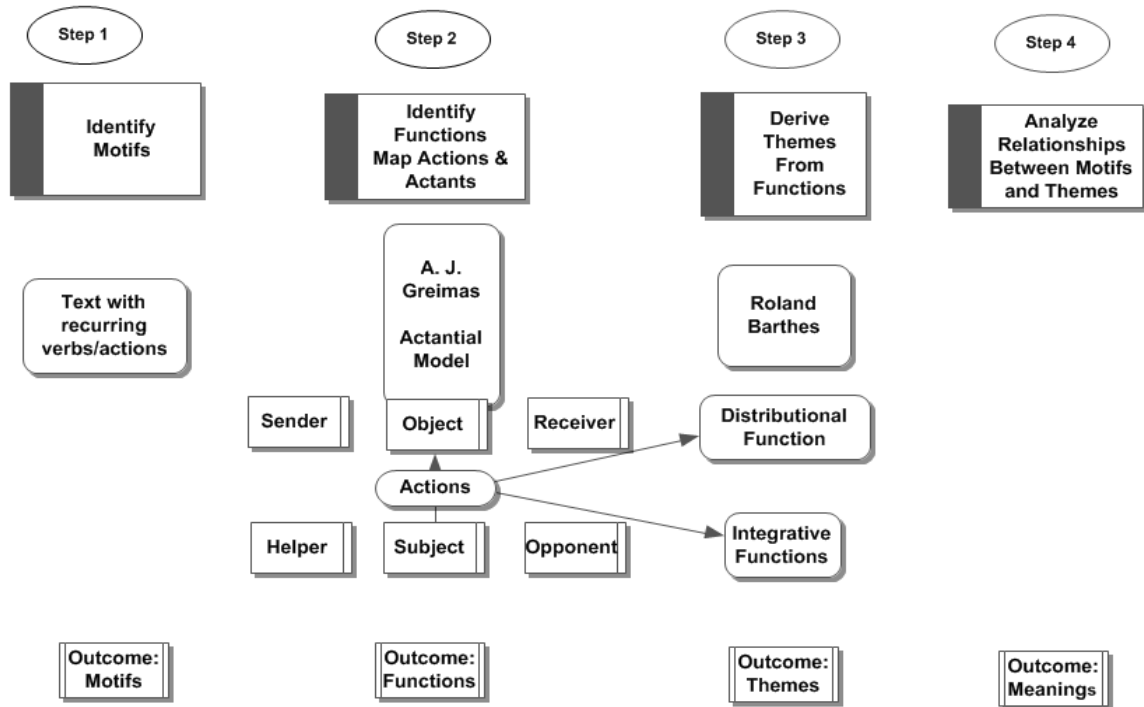 Step 1
Step 2
Step 3
Step 4
Identify
Motifs
Identify
Functions
Map Actions &
Actants
Derive
Themes
From
Functions
Analyze
Relationships
Between Motifs
and Themes
Text with
recurring
verbs/actions
A. J.
Greimas
Actantial
Model
Roland
Barthes
Sender
Object
Receiver
Distributional
Function
Actions
Helper
Subject
Opponent
Integrative
Functions
Outcome:
Motifs
Outcome:
Functions
Outcome:
Themes
Outcome:
Meanings